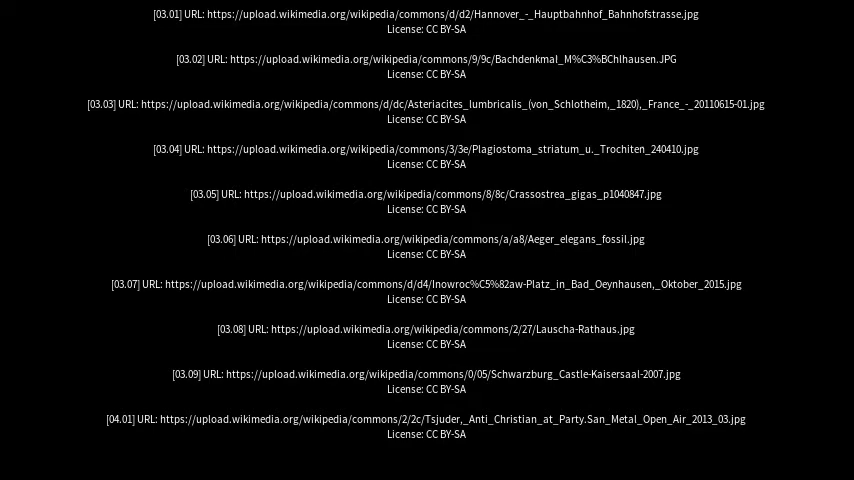 [03.01] URL: https://upload.wikimedia.org/wikipedia/commons/d/d2/Hannover_-_Hauptbahnhof_Bahnhofstrasse.jpg
License: CC BY-SA
[03.02] URL: https://upload.wikimedia.org/wikipedia/commons/9/9c/Bachdenkmal_M%C3%BChlhausen.JPG
License: CC BY-SA
[03.03] URL: https://upload.wikimedia.org/wikipedia/commons/d/dc/Asteriacites_lumbricalis_(von_Schlotheim,_1820),_France_-_20110615-01.jpg
License: CC BY-SA
[03.04] URL: https://upload.wikimedia.org/wikipedia/commons/3/3e/Plagiostoma_striatum_u._Trochiten_240410.jpg
License: CC BY-SA
[03.05] URL: https://upload.wikimedia.org/wikipedia/commons/8/8c/Crassostrea_gigas_p1040847.jpg
License: CC BY-SA
[03.06] URL: https://upload.wikimedia.org/wikipedia/commons/a/a8/Aeger_elegans_fossil.jpg
License: CC BY-SA
[03.07] URL: https://upload.wikimedia.org/wikipedia/commons/d/d4/Inowroc%C5%82aw-Platz_in_Bad_Oeynhausen,_Oktober_2015.jpg
License: CC BY-SA
[03.08] URL: https://upload.wikimedia.org/wikipedia/commons/2/27/Lauscha-Rathaus.jpg
License: CC BY-SA
[03.09] URL: https://upload.wikimedia.org/wikipedia/commons/0/05/Schwarzburg_Castle-Kaisersaal-2007.jpg
License: CC BY-SA
[04.01] URL: https://upload.wikimedia.org/wikipedia/commons/2/2c/Tsjuder,_Anti_Christian_at_Party.San_Metal_Open_Air_2013_03.jpg
License: CC BY-SA